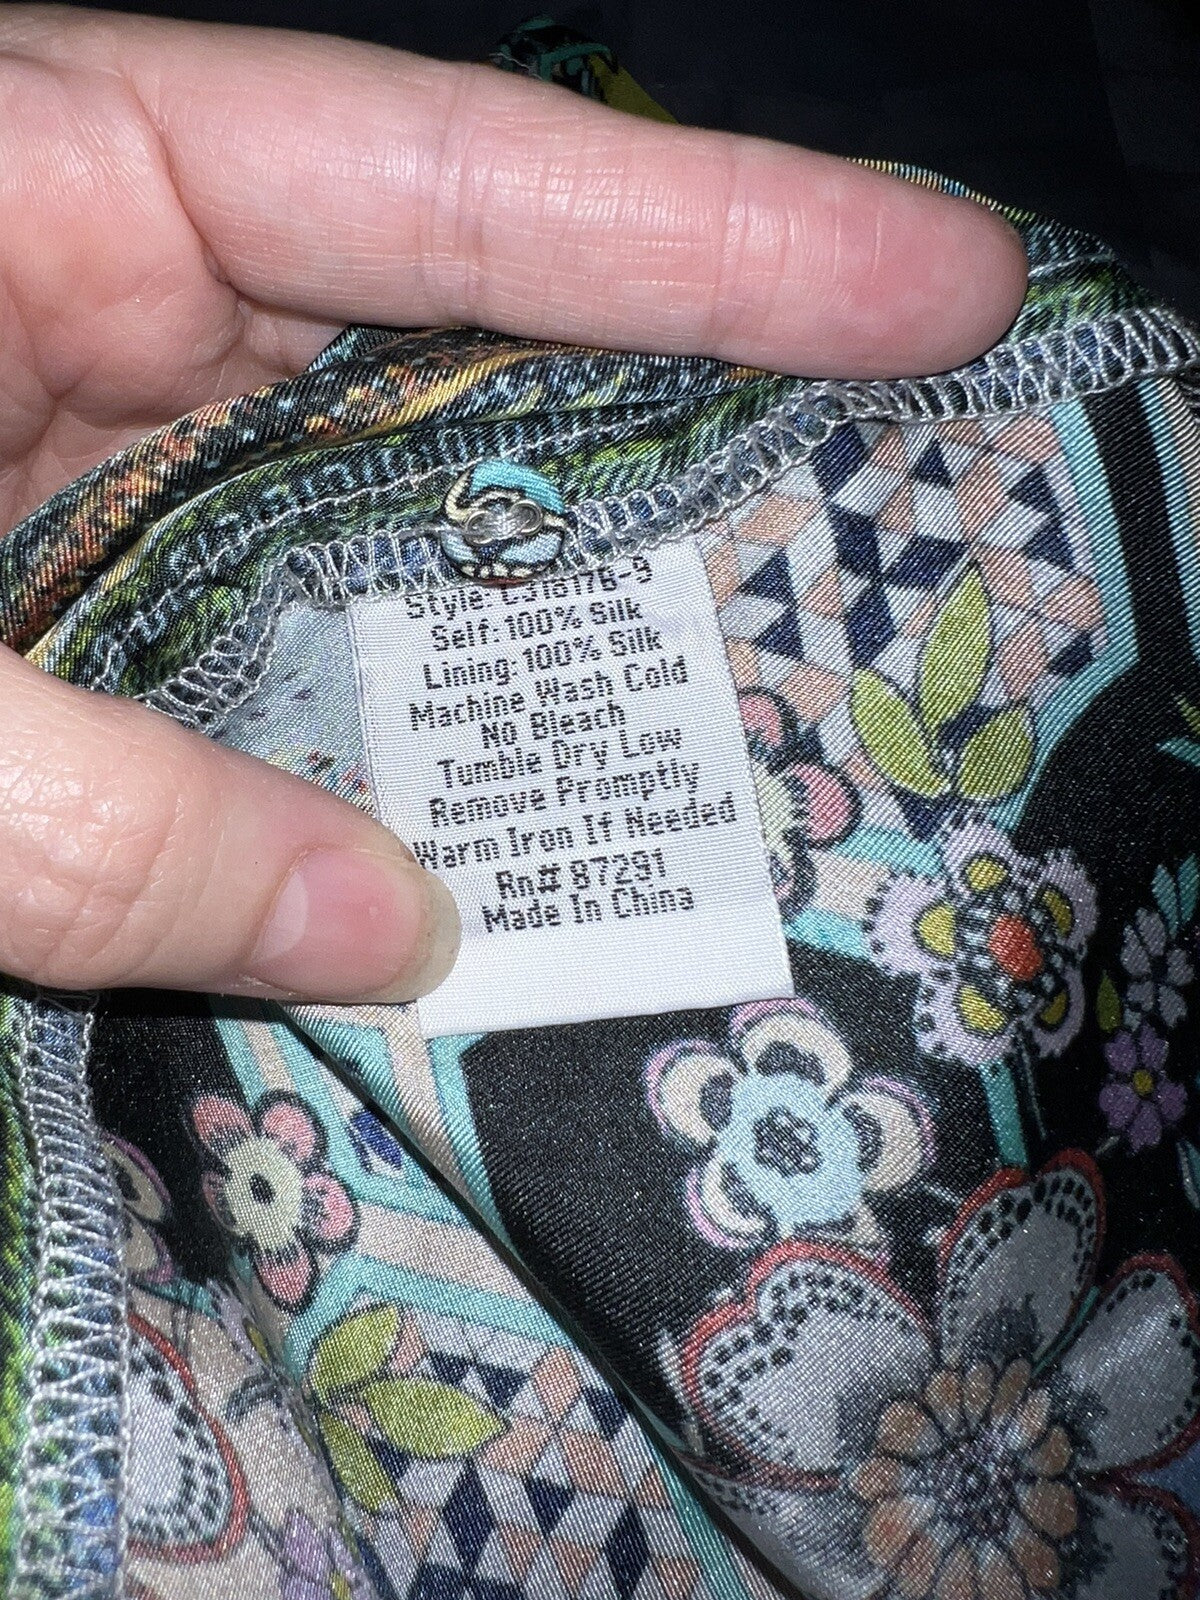 Style: C31817B-9
Self: 100% Silk
Lining: 100% Silk
Machine Wash Cold
No Bleach
Tumble Dry Low
Remove Promptly
Warm Iron If Needed
Rn# 87291
Made In China